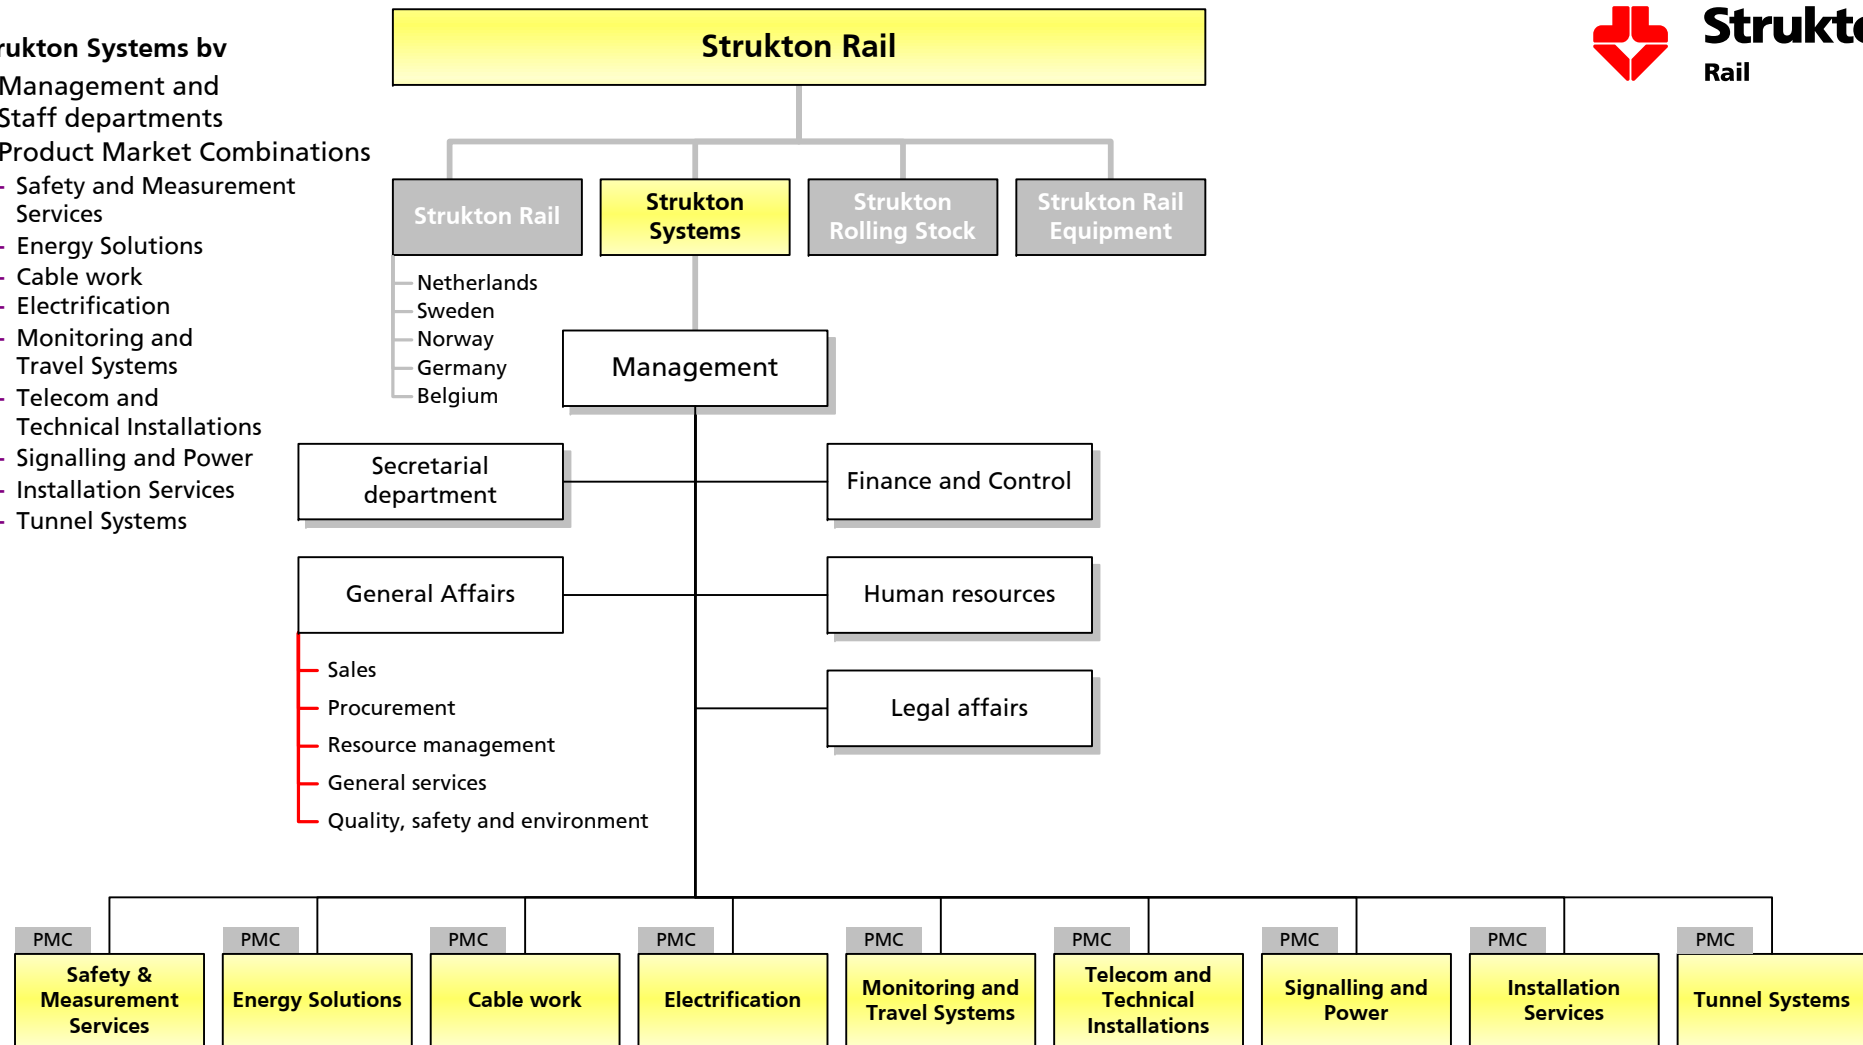 rukton Systems bv
Management and
Staff departments
Product Market Combinations
- Safety and Measurement
Services
- Energy Solutions
- Cable work
- Electrification
- Monitoring and
Travel Systems
- Telecom and
Technical Installations
- Signalling and Power
- Installation Services
- Tunnel Systems
Strukton Rail
Strukt
Rail
Strukton Rail
Strukton
Systems
Strukton
Rolling Stock
Strukton Rail
Equipment
Netherlands
Sweden
Norway
Germany
Belgium
Management
Secretarial
department
Finance and Control
General Affairs
Human resources
Legal affairs
Sales
Procurement
Resource management
General services
Quality, safety and environment
PMC
Safety &
Measurement
Services
PMC
Energy Solutions
PMC
Cable work
PMC
Electrification
PMC
Monitoring and
Travel Systems
PMC
Telecom and
Technical
Installations
PMC
Signalling and
Power
PMC
Installation
Services
PMC
Tunnel Systems